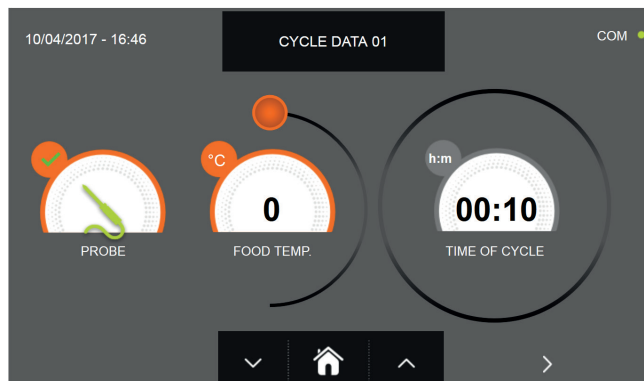 10/04/2017 - 16:46
CYCLE DATA 01
COM
°C
h:m
0
00:10
PROBE
FOOD TEMP.
TIME OF CYCLE